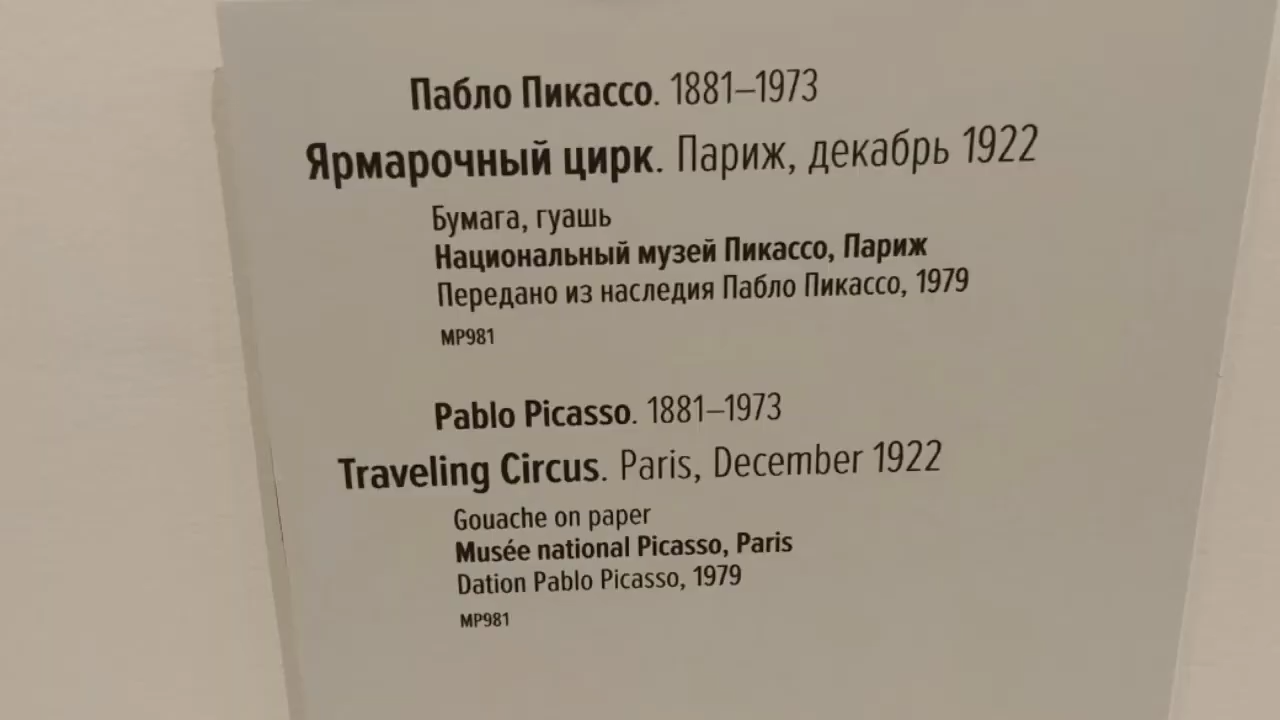 Пабло Пикассо. 1881–1973
Ярмарочный цирк. Париж, декабрь 1922
Бумага, гуашь
Национальный музей Пикассо, Париж
Передано из наследия Пабло Пикассо, 1979
MP981
Pablo Picasso. 1881–1973
Traveling Circus. Paris, December 1922
Gouache on paper
Musée national Picasso, Paris
Dation Pablo Picasso, 1979
MP981